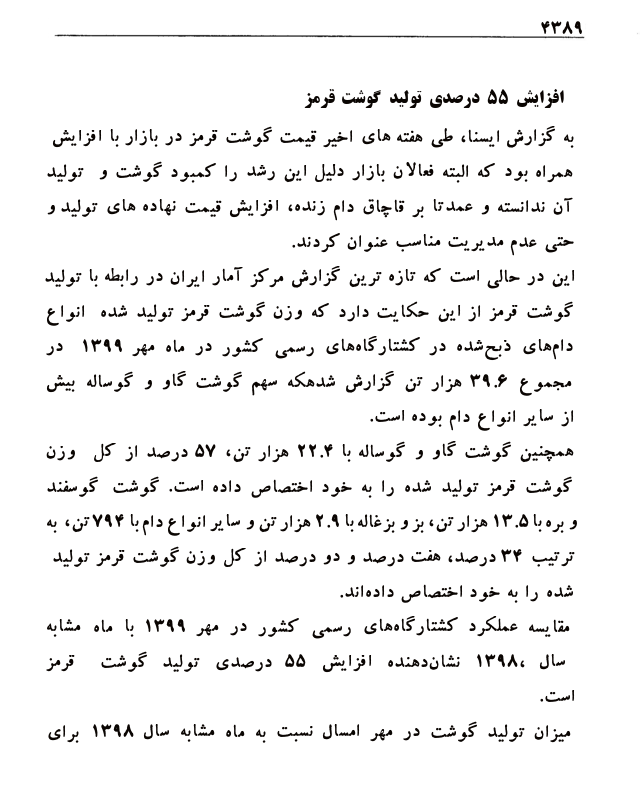 ۴۳۸۹
افزایش ۵۵ درصدی تولید گوشت قرمز
به گزارش ایسنا، طی هفته های اخیر قیمت گوشت قرمز در بازار با افزایش
همراه بود که البته فعالان بازار دلیل این رشد را کمبود گوشت و تولید
آن ندانسته و عمدتا بر قاچاق دام زنده، افزایش قیمت نهاده های تولید و
حتی عدم مدیریت مناسب عنوان کردند.
این در حالی است که تازه ترین گزارش مرکز آمار ایران در رابطه با تولید
گوشت قرمز از این حکایت دارد که وزن گوشت قرمز تولید شده انواع
دام‌های ذبح‌شده در کشتارگاه‌های رسمی کشور در ماه مهر ۱۳۹۹ در
مجموع ۳۹.۶ هزار تن گزارش شدهکه سهم گوشت گاو و گوساله بیش
از سایر انواع دام بوده است.
همچنین گوشت گاو و گوساله با ۲۲.۴ هزار تن، ۵۷ درصد از کل وزن
گوشت قرمز تولید شده را به خود اختصاص داده است. گوشت گوسفند
و بره با ۱۳.۵ هزار تن، بز و بزغاله با ۲.۹ هزار تن و سایر انواع دام با ۷۹۴ تن، به
ترتیب ۳۴ درصد، هفت درصد و دو درصد از کل وزن گوشت قرمز تولید
شده را به خود اختصاص داده‌اند.
مقایسه عملکرد کشتارگاه‌های رسمی کشور در مهر ۱۳۹۹ با ماه مشابه
سال ،۱۳۹۸ نشان‌دهنده افزایش ۵۵ درصدی تولید گوشت قرمز
است.
میزان تولید گوشت در مهر امسال نسبت به ماه مشابه سال ۱۳۹۸ برای